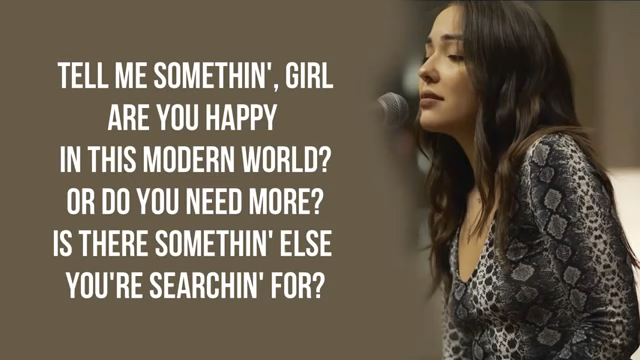 TELL ME SOMETHIN', GIRL
ARE YOU HAPPY
IN THIS MODERN WORLD?
OR DO YOU NEED MORE?
IS THERE SOMETHIN' ELSE
YOU'RE SEARCHIN' FOR?